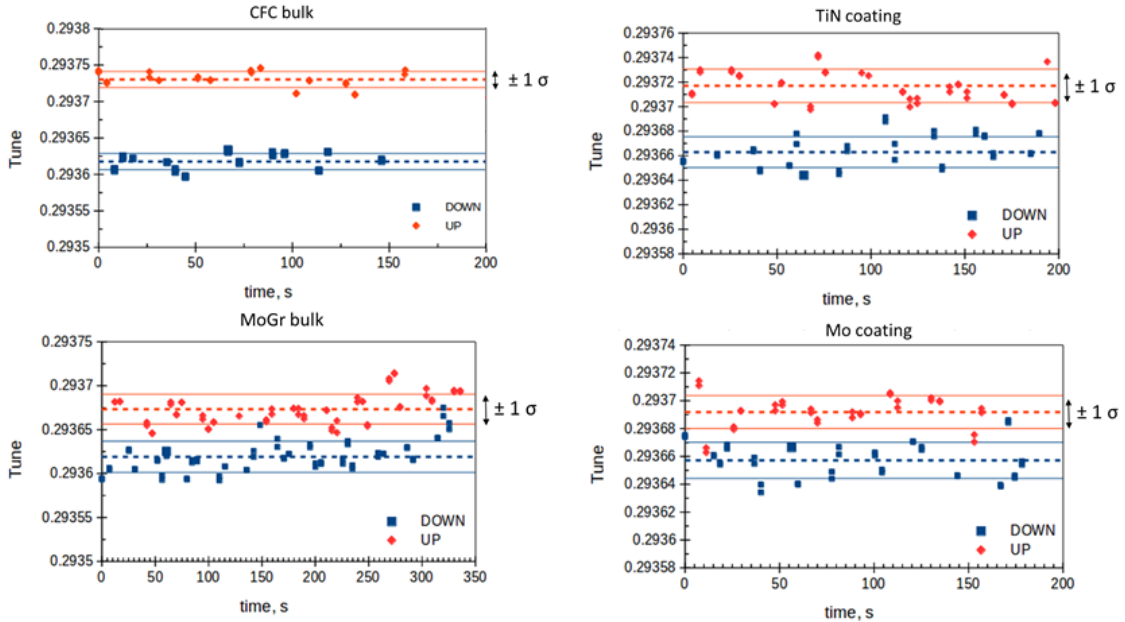 CFC bulk
0.2938
0.29375
0.2937
0.29365
0.2936
0.29355
0.2935
Tune
± 1 σ
DOWN
UP
0 50 100 150 200
time, s
TiN coating
0.29376
0.29374
0.29372
0.2937
0.29368
0.29366
0.29364
0.29362
0.2936
0.29358
Tune
± 1 σ
DOWN
UP
0 50 100 150 200
time, s
MoGr bulk
0.29375
0.2937
0.29365
0.2936
0.29355
0.2935
Tune
± 1 σ
DOWN
UP
0 50 100 150 200 250 300 350
time, s
Mo coating
0.29374
0.29372
0.2937
0.29368
0.29366
0.29364
0.29362
0.2936
0.29358
Tune
± 1 σ
DOWN
UP
0 50 100 150 200
time, s